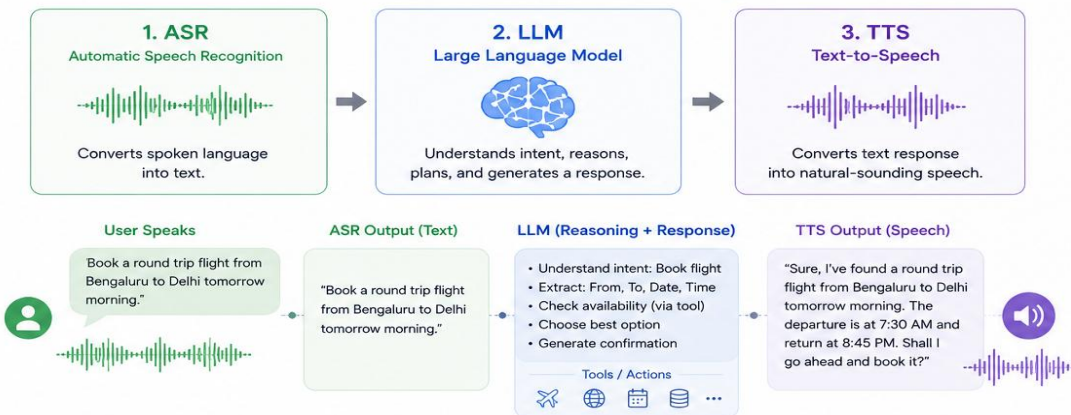 1. ASR
Automatic Speech Recognition
Converts spoken language
into text.
2. LLM
Large Language Model
Understands intent, reasons,
plans, and generates a response.
3. TTS
Text-to-Speech
Converts text response
into natural-sounding speech.
User Speaks
"Book a round trip flight from
Bengaluru to Delhi tomorrow
morning."
ASR Output (Text)
"Book a round trip flight
from Bengaluru to Delhi
tomorrow morning."
LLM (Reasoning + Response)
• Understand intent: Book flight
• Extract: From, To, Date, Time
• Check availability (via tool)
• Choose best option
• Generate confirmation
Tools / Actions
TTS Output (Speech)
"Sure, I've found a round trip
flight from Bengaluru to Delhi
tomorrow morning. The
departure is at 7:30 AM and
return at 8:45 PM. Shall I
go ahead and book it?"